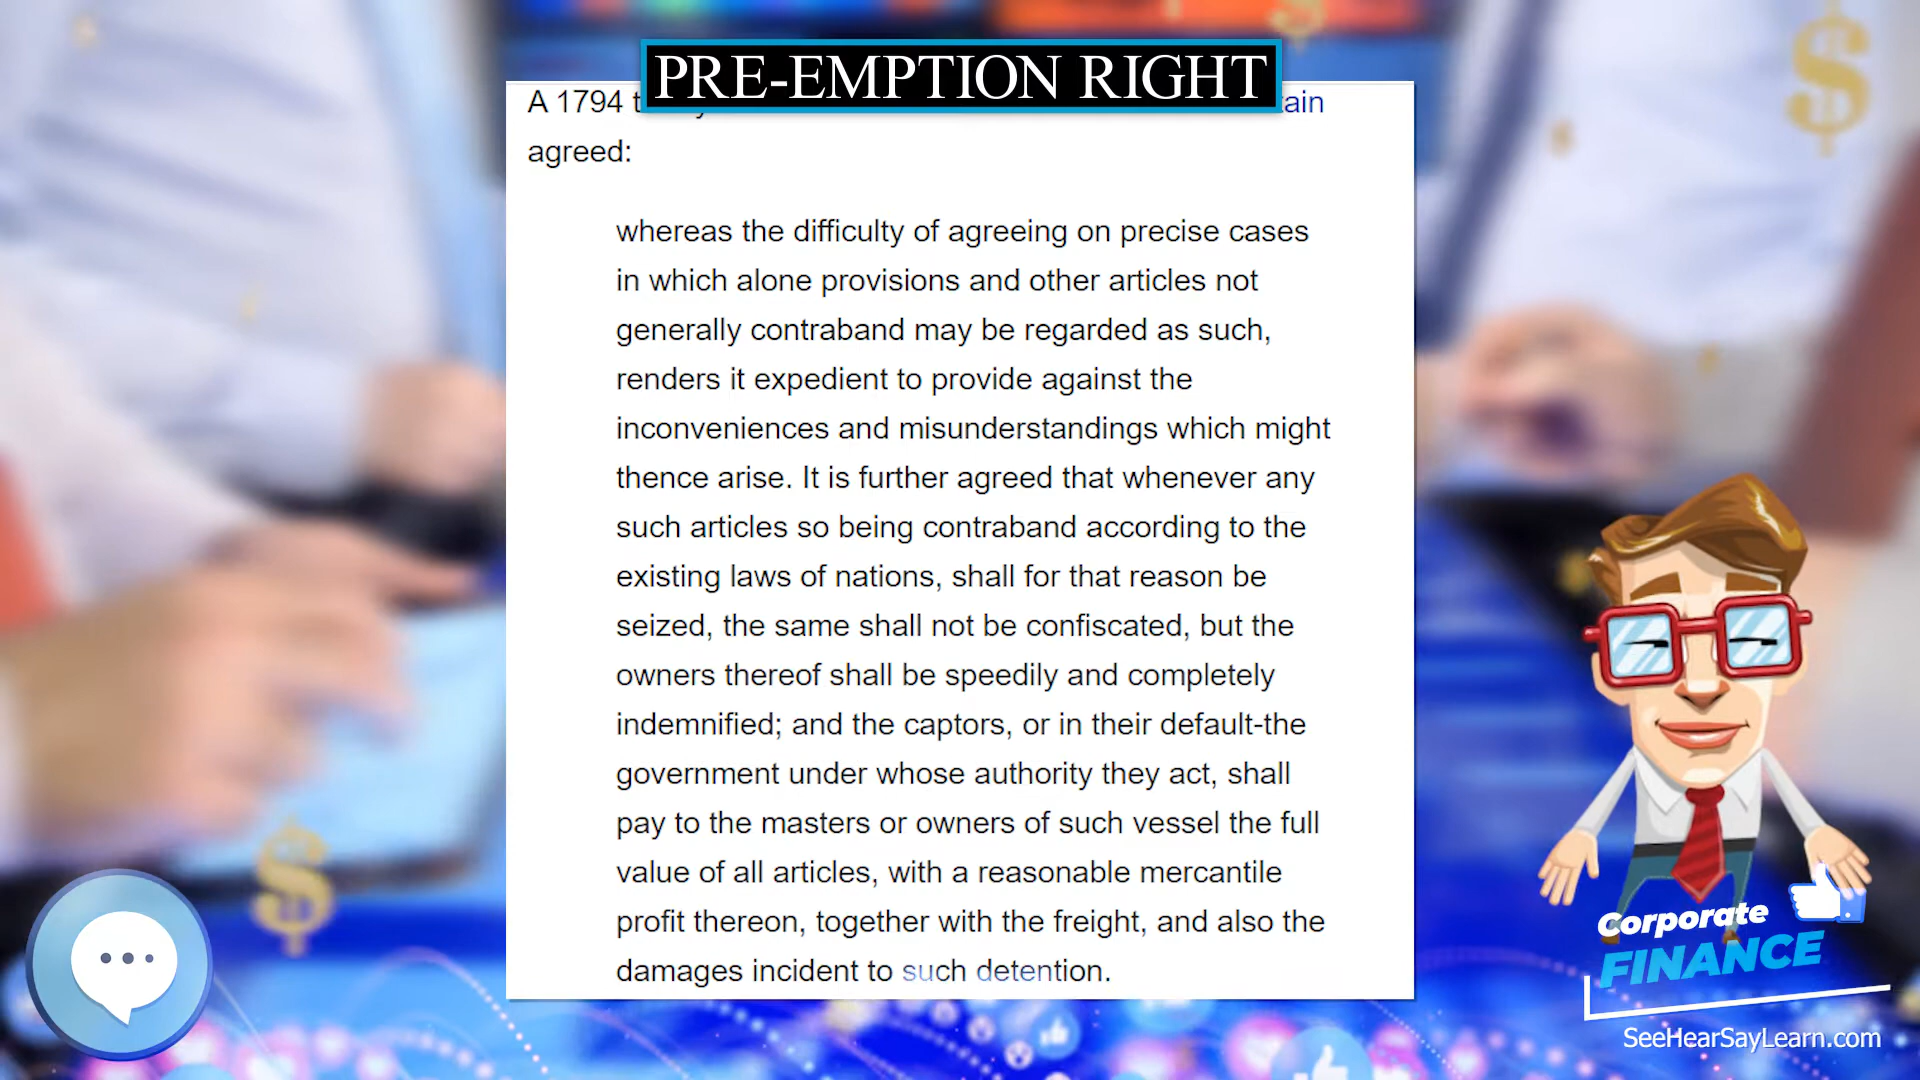 PRE-EMPTION RIGHT
A 1794
agreed:
whereas the difficulty of agreeing on precise cases
in which alone provisions and other articles not
generally contraband may be regarded as such,
renders it expedient to provide against the
inconveniences and misunderstandings which might
thence arise. It is further agreed that whenever any
such articles so being contraband according to the
existing laws of nations, shall for that reason be
seized, the same shall not be confiscated, but the
owners thereof shall be speedily and completely
indemnified; and the captors, or in their default-the
government under whose authority they act, shall
pay to the masters or owners of such vessel the full
value of all articles, with a reasonable mercantile
profit thereon, together with the freight, and also the
damages incident to such detention.
Corporate
FINANCE
SeeHearSayLearn.com